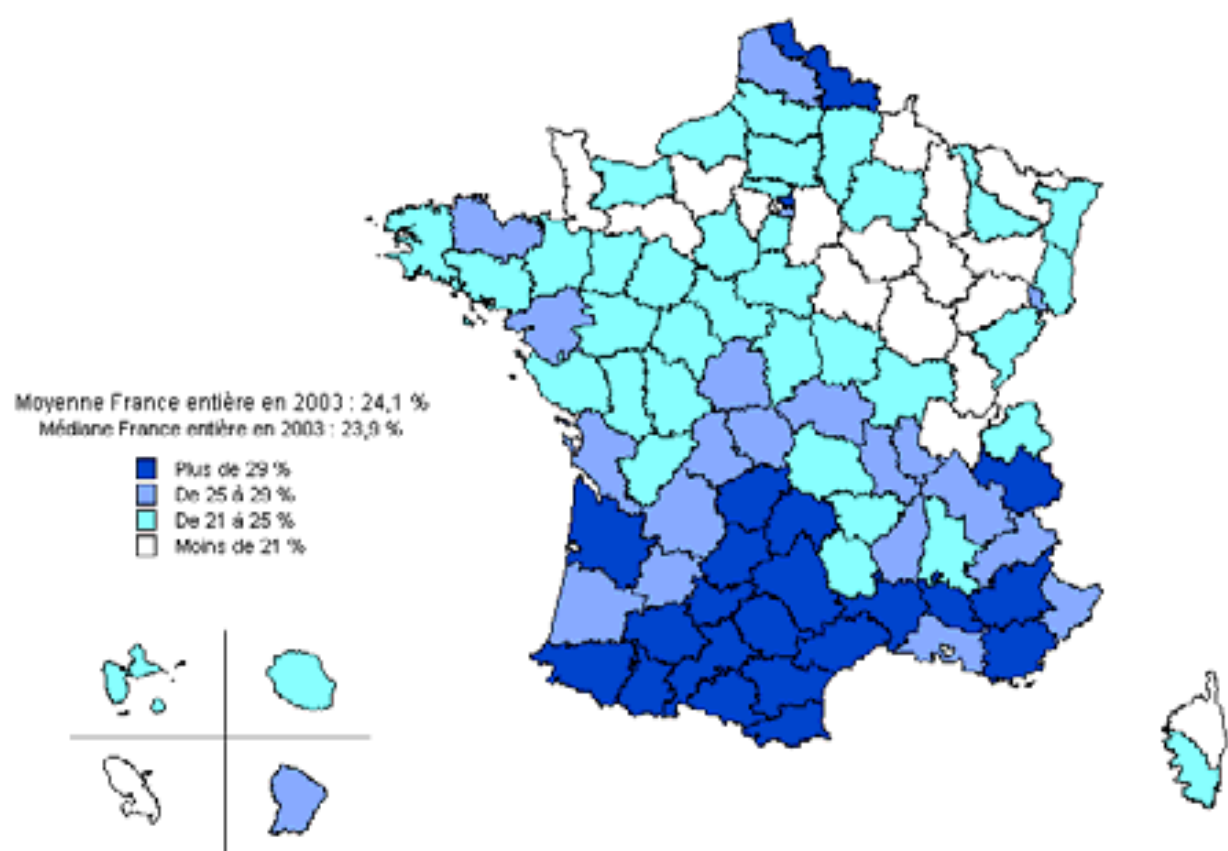 Moyenne France entière en 2003 : 24,1 %
Médiane France entière en 2003 : 23,9 %
Plus de 29 %
De 25 à 29 %
De 21 à 25 %
Moins de 21 %